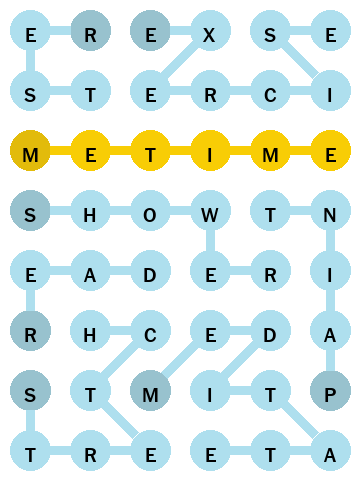 E R E X S E
S T E R C I
M E T I M E
S H O W T N
E A D E R I
R H C E D A
S T M I T P
T R E E T A